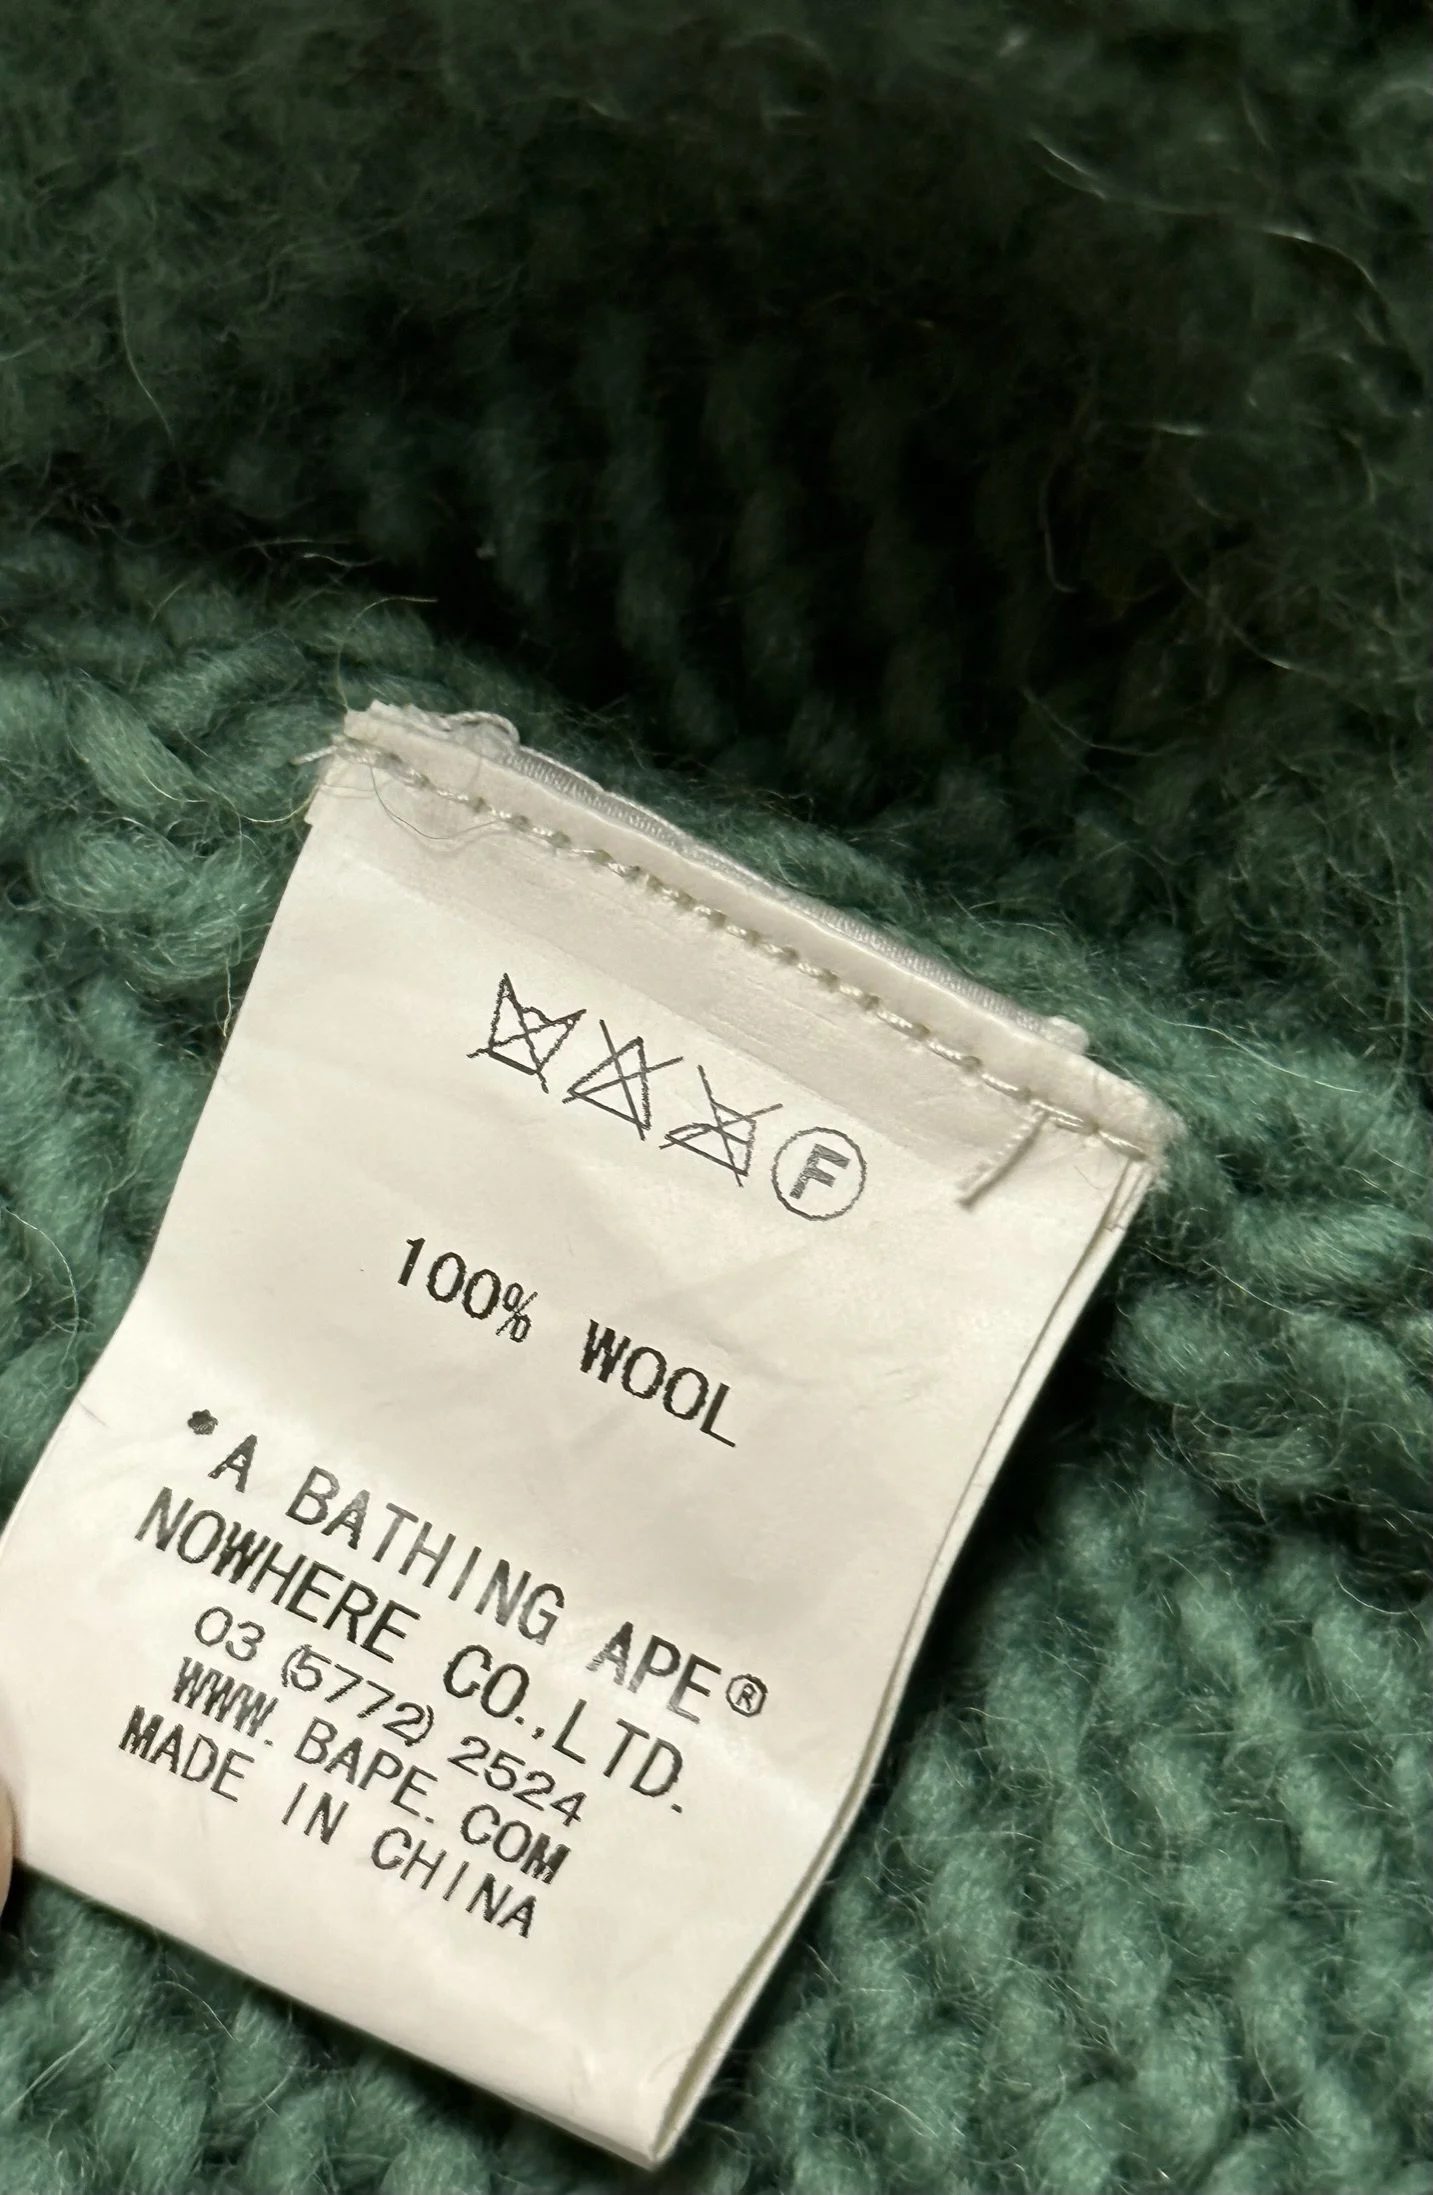 F
100% WOOL
*A BATHING APE®
NOWHERE CO.,LTD.
03 (5772) 2524
WWW. BAPE. COM
MADE IN CHINA